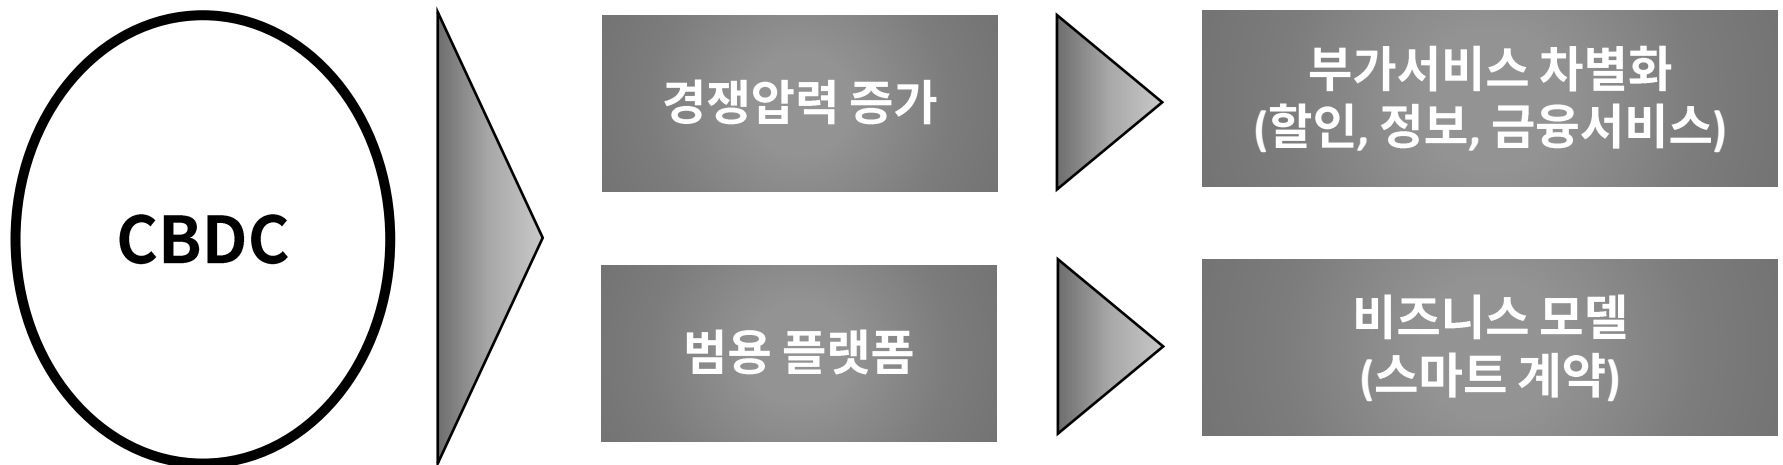 CBDC
경쟁압력 증가
부가서비스 차별화
(할인, 정보, 금융서비스)
범용 플랫폼
비즈니스 모델
(스마트 계약)